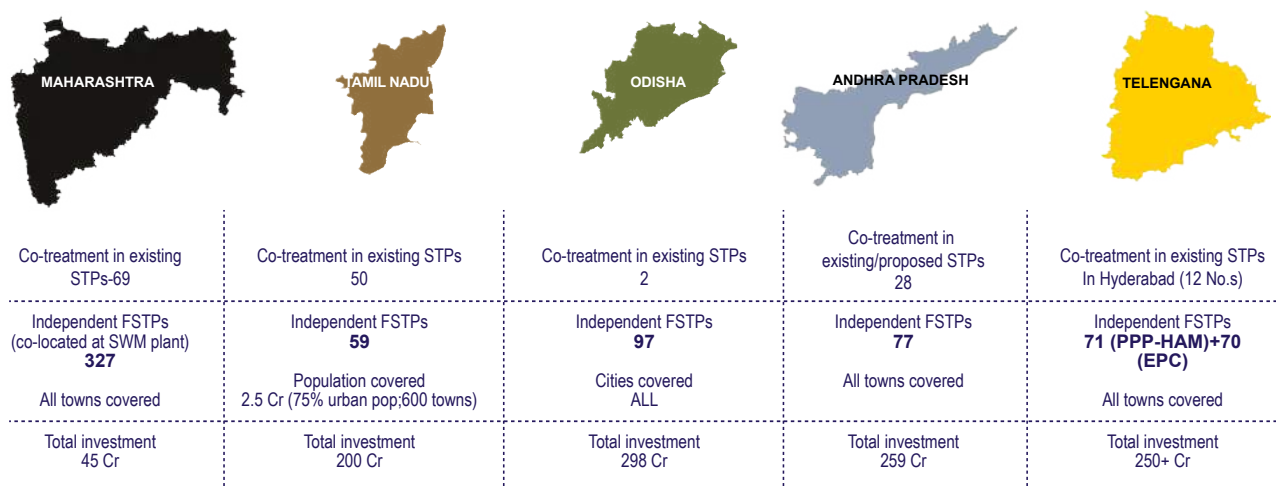 MAHARASHTRA
TAMIL NADU
ODISHA
ANDHRA PRADESH
TELENGANA
Co-treatment in existing
STPs-69
Co-treatment in existing STPs
50
Co-treatment in existing STPs
2
Co-treatment in
existing/proposed STPs
28
Co-treatment in existing STPs
In Hyderabad (12 No.s)
Independent FSTPs
(co-located at SWM plant)
327
All towns covered
Independent FSTPs
59
Population covered
2.5 Cr (75% urban pop;600 towns)
Independent FSTPs
97
Cities covered
ALL
Independent FSTPs
77
All towns covered
Independent FSTPs
71 (PPP-HAM)+70
(EPC)
All towns covered
Total investment
45 Cr
Total investment
200 Cr
Total investment
298 Cr
Total investment
259 Cr
Total investment
250+ Cr